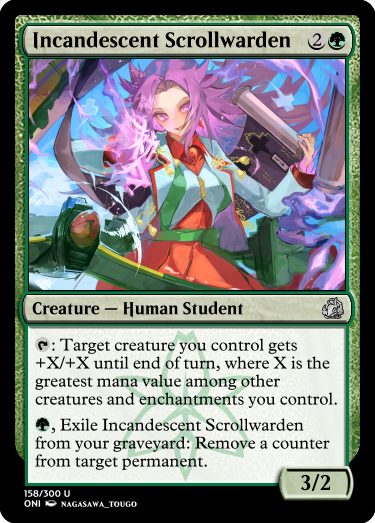 Incandescent Scrollwarden 2
Creature — Human Student
: Target creature you control gets
+X/+X until end of turn, where X is the
greatest mana value among other
creatures and enchantments you control.
, Exile Incandescent Scrollwarden
from your graveyard: Remove a counter
from target permanent.
3/2
158/300 U
ONI NAGASAWA_TOUGO